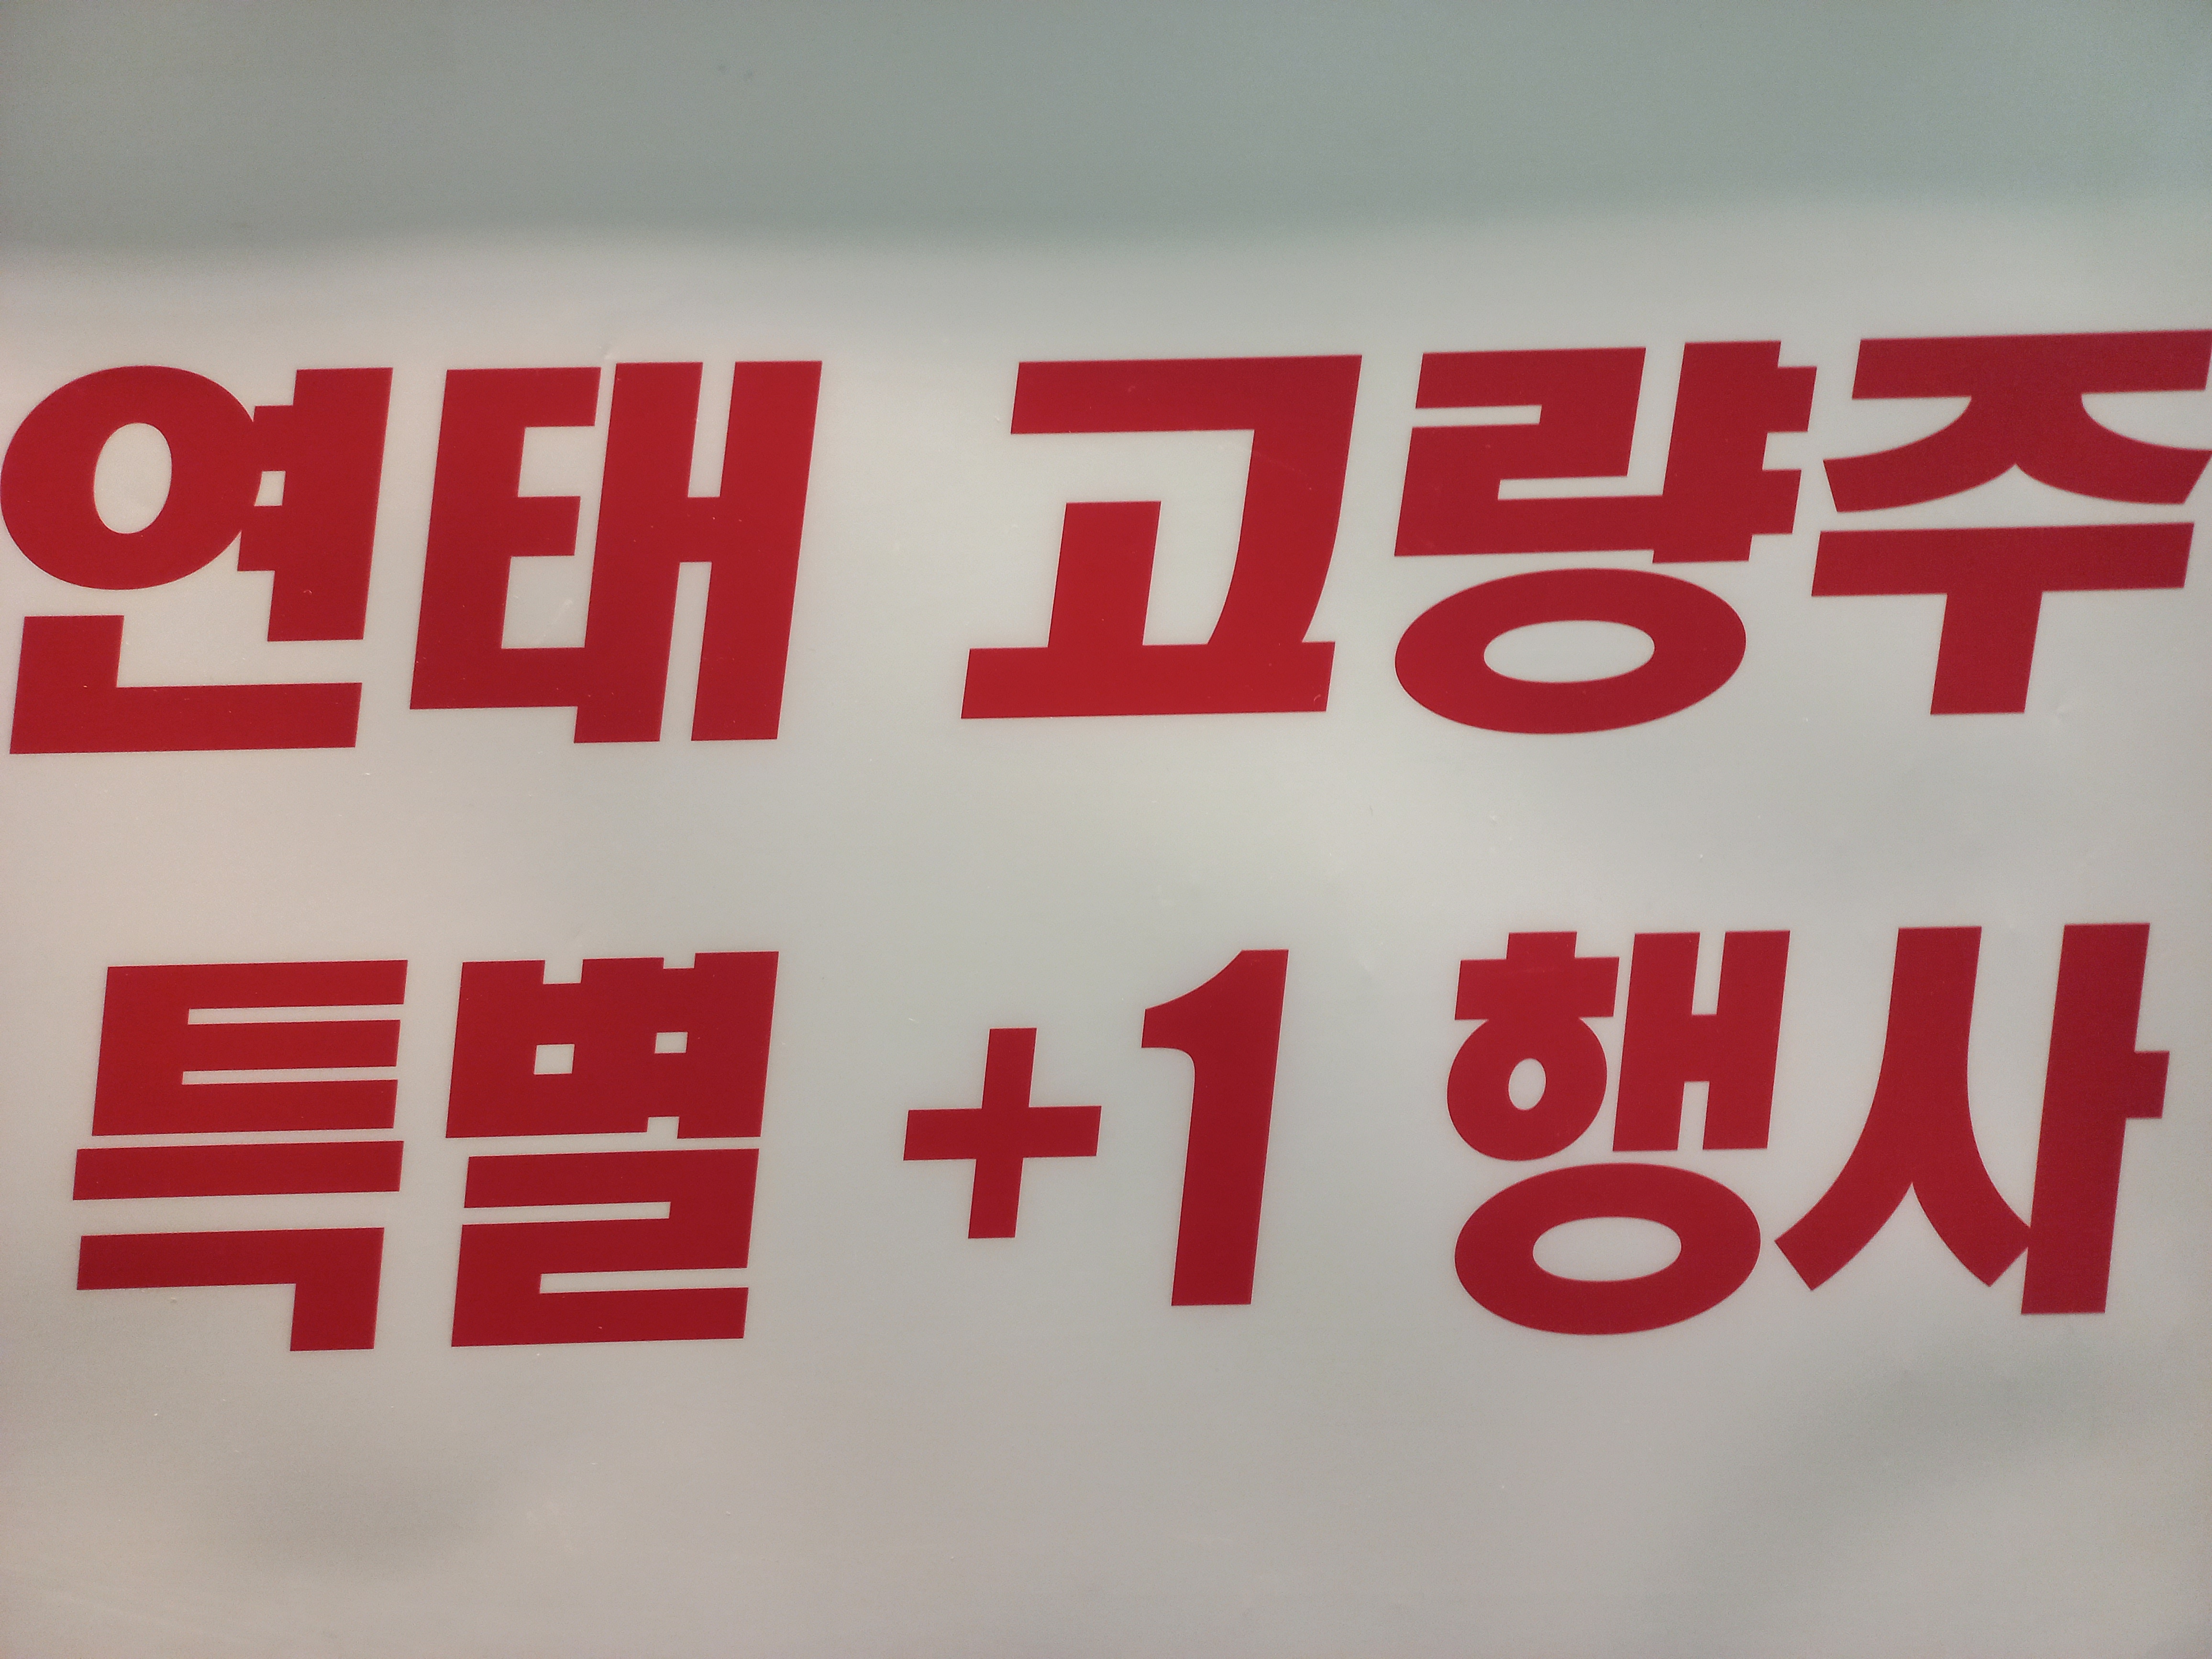 연태 고량주
특별 +1 행사